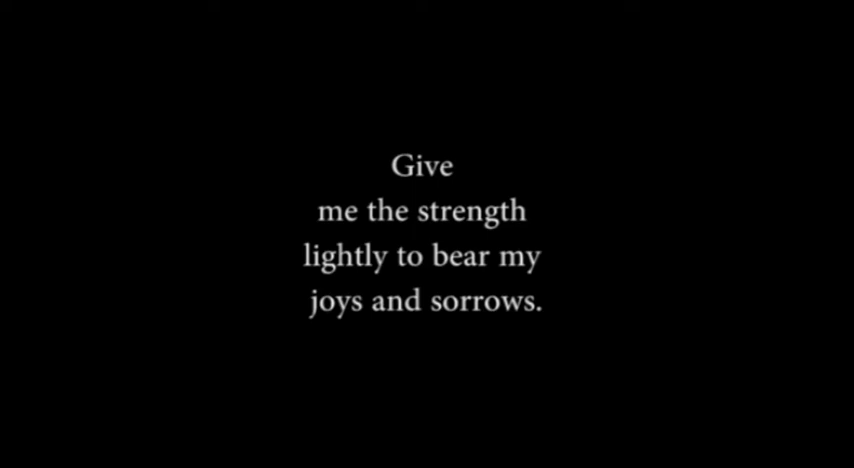 Give
me the strength
lightly to bear my
joys and sorrows.